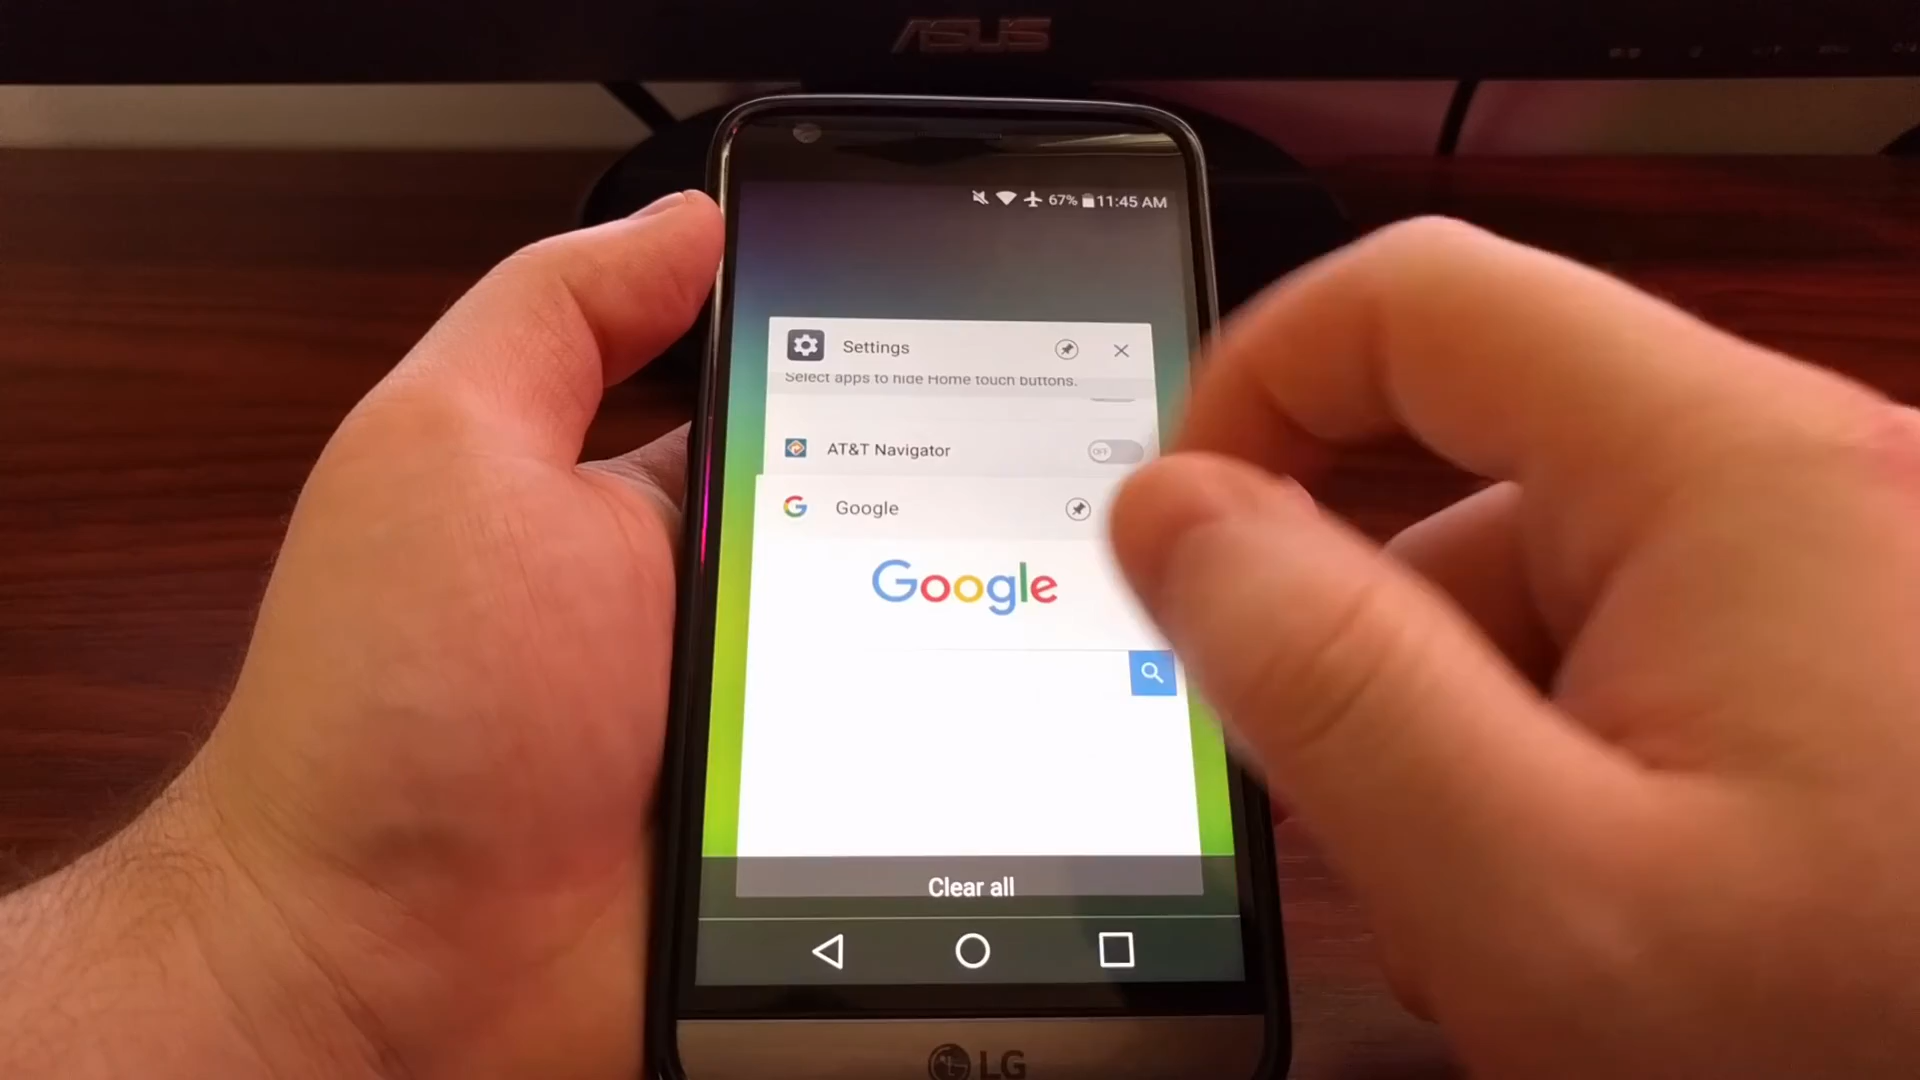 ASUS
67% 11:45 AM
Settings
Select apps to hide Home touch buttons.
AT&T Navigator
OFF
Google
Google
Clear all
LG